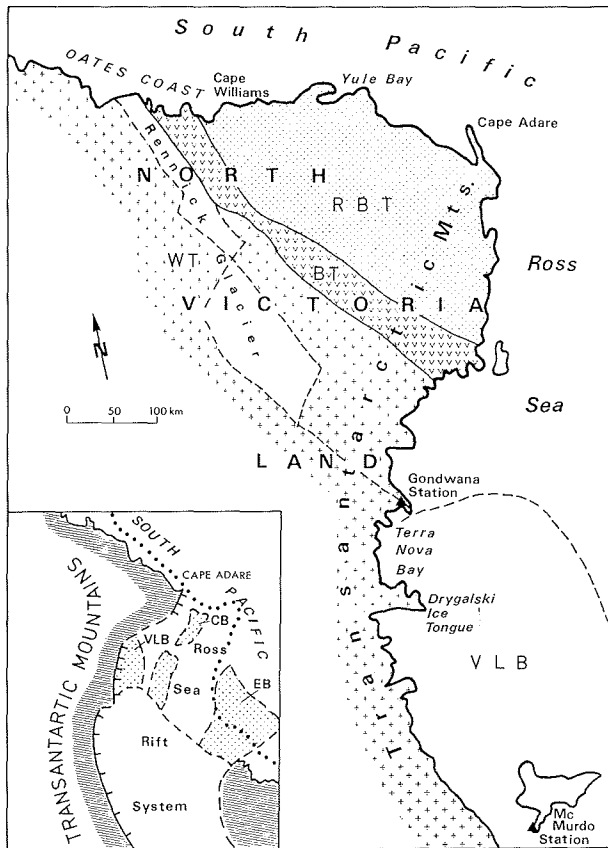 South Pacific
OATES COAST
Cape
Williams
Yule Bay
Cape Adare
Rennick Glacier
NORTH
VICTORIA
LAND
RBT
BT
WT
Transantarctic Mts.
Ross
Sea
N
0 50 100 km
Gondwana
Station
Terra
Nova
Bay
Drygalski
Ice
Tongue
VLB
Mc
Murdo
Station
SOUTH
PACIFIC
CAPE ADARE
TRANSANTARTIC MOUNTAINS
CB
VLB
Ross
Sea
EB
Rift
System